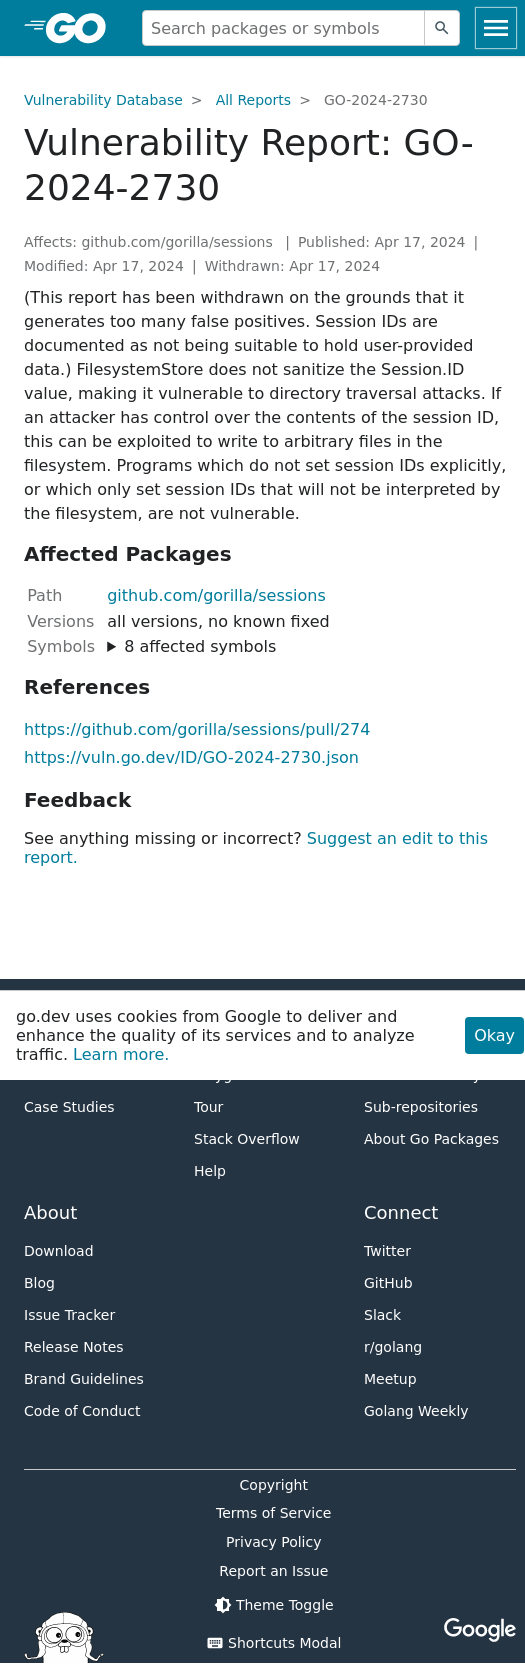 GO
Search packages or symbols
Vulnerability Database > All Reports > GO-2024-2730
Vulnerability Report: GO-
2024-2730
Affects: github.com/gorilla/sessions | Published: Apr 17, 2024 |
Modified: Apr 17, 2024 | Withdrawn: Apr 17, 2024
(This report has been withdrawn on the grounds that it
generates too many false positives. Session IDs are
documented as not being suitable to hold user-provided
data.) FilesystemStore does not sanitize the Session.ID
value, making it vulnerable to directory traversal attacks. If
an attacker has control over the contents of the session ID,
this can be exploited to write to arbitrary files in the
filesystem. Programs which do not set session IDs explicitly,
or which only set session IDs that will not be interpreted by
the filesystem, are not vulnerable.
Affected Packages
Path github.com/gorilla/sessions
Versions all versions, no known fixed
Symbols ▶ 8 affected symbols
References
https://github.com/gorilla/sessions/pull/274
https://vuln.go.dev/ID/GO-2024-2730.json
Feedback
See anything missing or incorrect? Suggest an edit to this
report.
go.dev uses cookies from Google to deliver and
enhance the quality of its services and to analyze
traffic. Learn more.
Okay
Case Studies Tour Sub-repositories
Stack Overflow About Go Packages
Help
About Connect
Download Twitter
Blog GitHub
Issue Tracker Slack
Release Notes r/golang
Brand Guidelines Meetup
Code of Conduct Golang Weekly
Copyright
Terms of Service
Privacy Policy
Report an Issue
Theme Toggle
Shortcuts Modal
Google